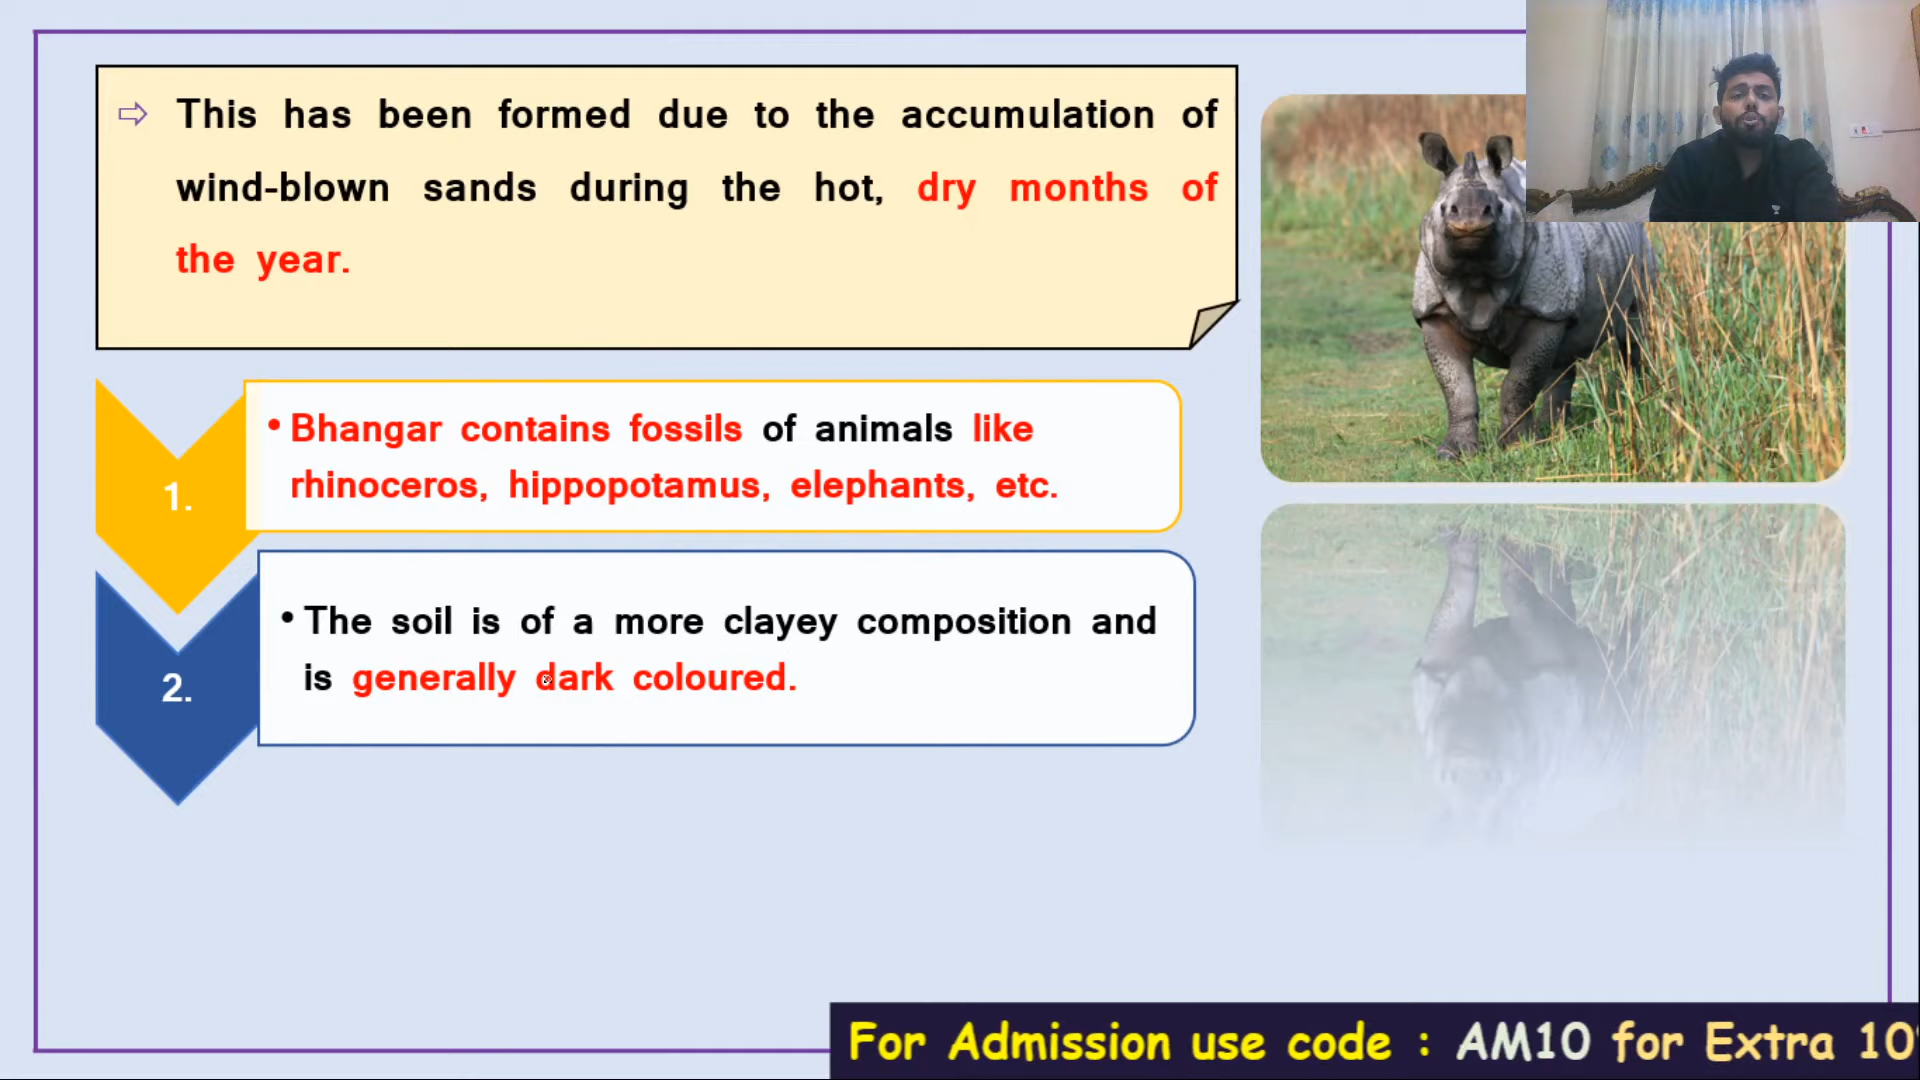 ⇨ This has been formed due to the accumulation of
wind-blown sands during the hot, dry months of
the year.
1.
• Bhangar contains fossils of animals like
rhinoceros, hippopotamus, elephants, etc.
2.
• The soil is of a more clayey composition and
is generally dark coloured.
For Admission use code : AM10 for Extra 10